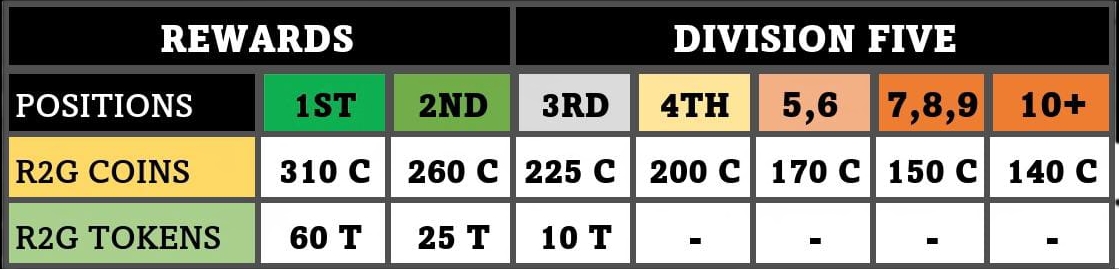 REWARDS DIVISION FIVE
POSITIONS 1ST 2ND 3RD 4TH 5,6 7,8,9 10+
R2G COINS 310 C 260 C 225 C 200 C 170 C 150 C 140 C
R2G TOKENS 60 T 25 T 10 T - - - -